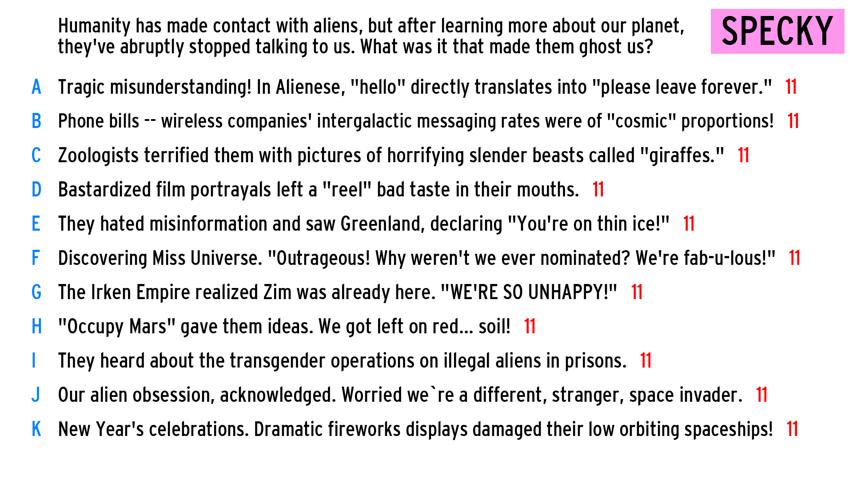 Humanity has made contact with aliens, but after learning more about our planet,
they've abruptly stopped talking to us. What was it that made them ghost us?
SPECKY
A Tragic misunderstanding! In Alienese, "hello" directly translates into "please leave forever." 11
B Phone bills -- wireless companies' intergalactic messaging rates were of "cosmic" proportions! 11
C Zoologists terrified them with pictures of horrifying slender beasts called "giraffes." 11
D Bastardized film portrayals left a "reel" bad taste in their mouths. 11
E They hated misinformation and saw Greenland, declaring "You're on thin ice!" 11
F Discovering Miss Universe. "Outrageous! Why weren't we ever nominated? We're fab-u-lous!" 11
G The Irken Empire realized Zim was already here. "WE'RE SO UNHAPPY!" 11
H "Occupy Mars" gave them ideas. We got left on red... soil! 11
I They heard about the transgender operations on illegal aliens in prisons. 11
J Our alien obsession, acknowledged. Worried we`re a different, stranger, space invader. 11
K New Year's celebrations. Dramatic fireworks displays damaged their low orbiting spaceships! 11